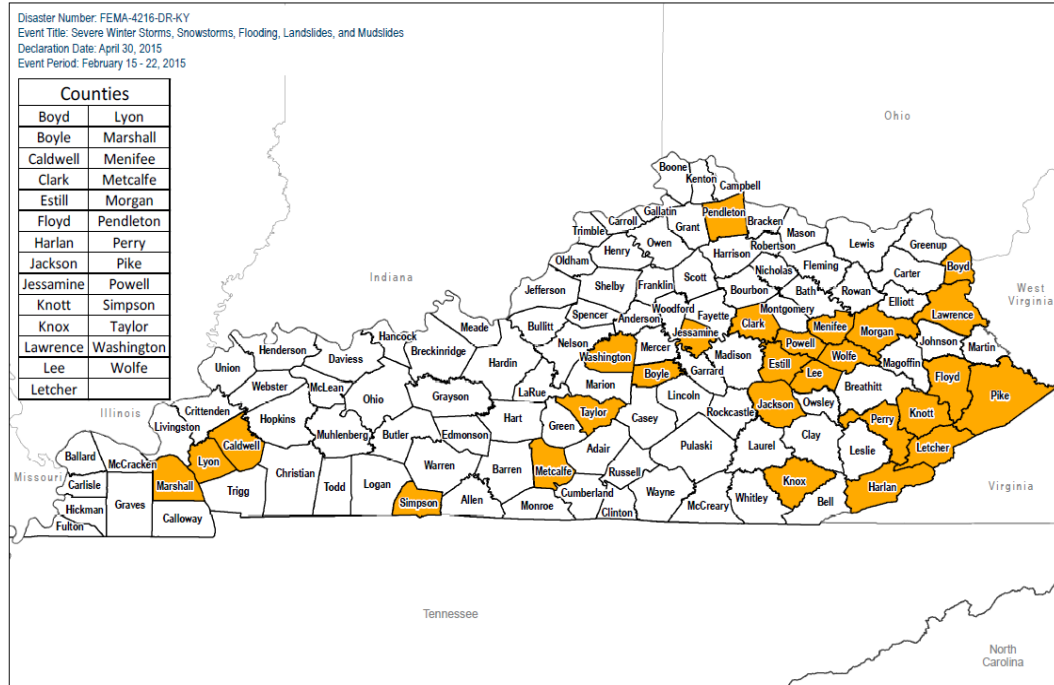 Disaster Number: FEMA-4216-DR-KY
Event Title: Severe Winter Storms, Snowstorms, Flooding, Landslides, and Mudslides
Declaration Date: April 30, 2015
Event Period: February 15 - 22, 2015
Counties
Boyd Lyon
Boyle Marshall
Caldwell Menifee
Clark Metcalfe
Estill Morgan
Floyd Pendleton
Harlan Perry
Jackson Pike
Jessamine Powell
Knott Simpson
Knox Taylor
Lawrence Washington
Lee Wolfe
Letcher
Ohio
Indiana
Illinois
Missouri
West
Virginia
Virginia
Tennessee
North
Carolina
Boone
Kenton
Campbell
Gallatin
Pendleton
Carroll
Grant
Bracken
Trimble
Mason
Owen
Robertson
Lewis
Henry
Harrison
Greenup
Oldham
Fleming
Boyd
Nicholas
Carter
Scott
Franklin
Shelby
Jefferson
Bourbon
Bath
Rowan
Elliott
Woodford
Montgomery
Lawrence
Spencer
Anderson
Fayette
Meade
Bullitt
Clark
Menifee
Morgan
Hancock
Jessamine
Johnson
Nelson
Mercer
Powell
Martin
Henderson
Daviess
Breckinridge
Washington
Madison
Wolfe
Magoffin
Union
Hardin
Boyle
Garrard
Estill
Lee
Floyd
Webster
McLean
Marion
Breathitt
Ohio
Grayson
LaRue
Lincoln
Jackson
Owsley
Pike
Crittenden
Hopkins
Hart
Taylor
Rockcastle
Knott
Livingston
Muhlenberg
Butler
Edmonson
Green
Casey
Perry
Caldwell
Adair
Pulaski
Laurel
Clay
Letcher
Ballard
Lyon
Warren
Barren
Metcalfe
Leslie
McCracken
Christian
Russell
Knox
Carlisle
Marshall
Trigg
Todd
Logan
Simpson
Allen
Cumberland
Wayne
Whitley
Harlan
Hickman
Graves
Monroe
Clinton
McCreary
Bell
Fulton
Calloway